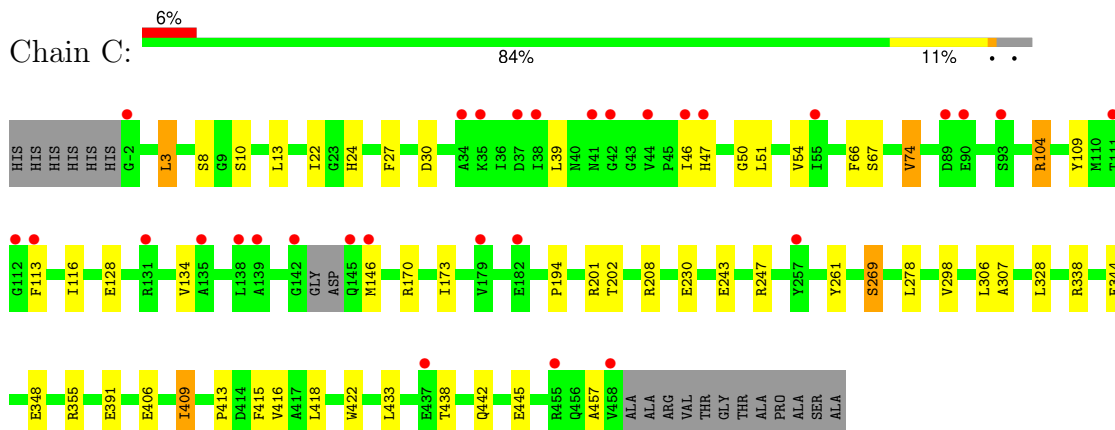 6%
Chain C:
84%
11%
• •
HIS HIS HIS HIS HIS HIS G-2 L3 S8 G9 S10 L13 I22 G23 H24 F27 D30 A34 K35 I36 D37 I38 L39 N40 N41 G42 G43 V44 P45 I46 H47 G50 L51 V54 I55 F66 S67 V74 D89 E90 S93 R104 Y109 M110 T111
G112 F113 I116 E128 R131 V134 A135 L138 A139 G142 GLY ASP Q145 M146 R170 I173 V179 E182 P194 R201 T202 R208 E230 E243 R247 Y257 Y261 S269 L278 V298 L306 A307 L328 R338 E344
E348 R355 E391 E406 I409 P413 D414 F415 V416 A417 L418 W422 L433 E437 T438 Q442 E445 R455 Q456 A457 V458 ALA ALA ARG VAL THR GLY THR ALA PRO ALA SER ALA